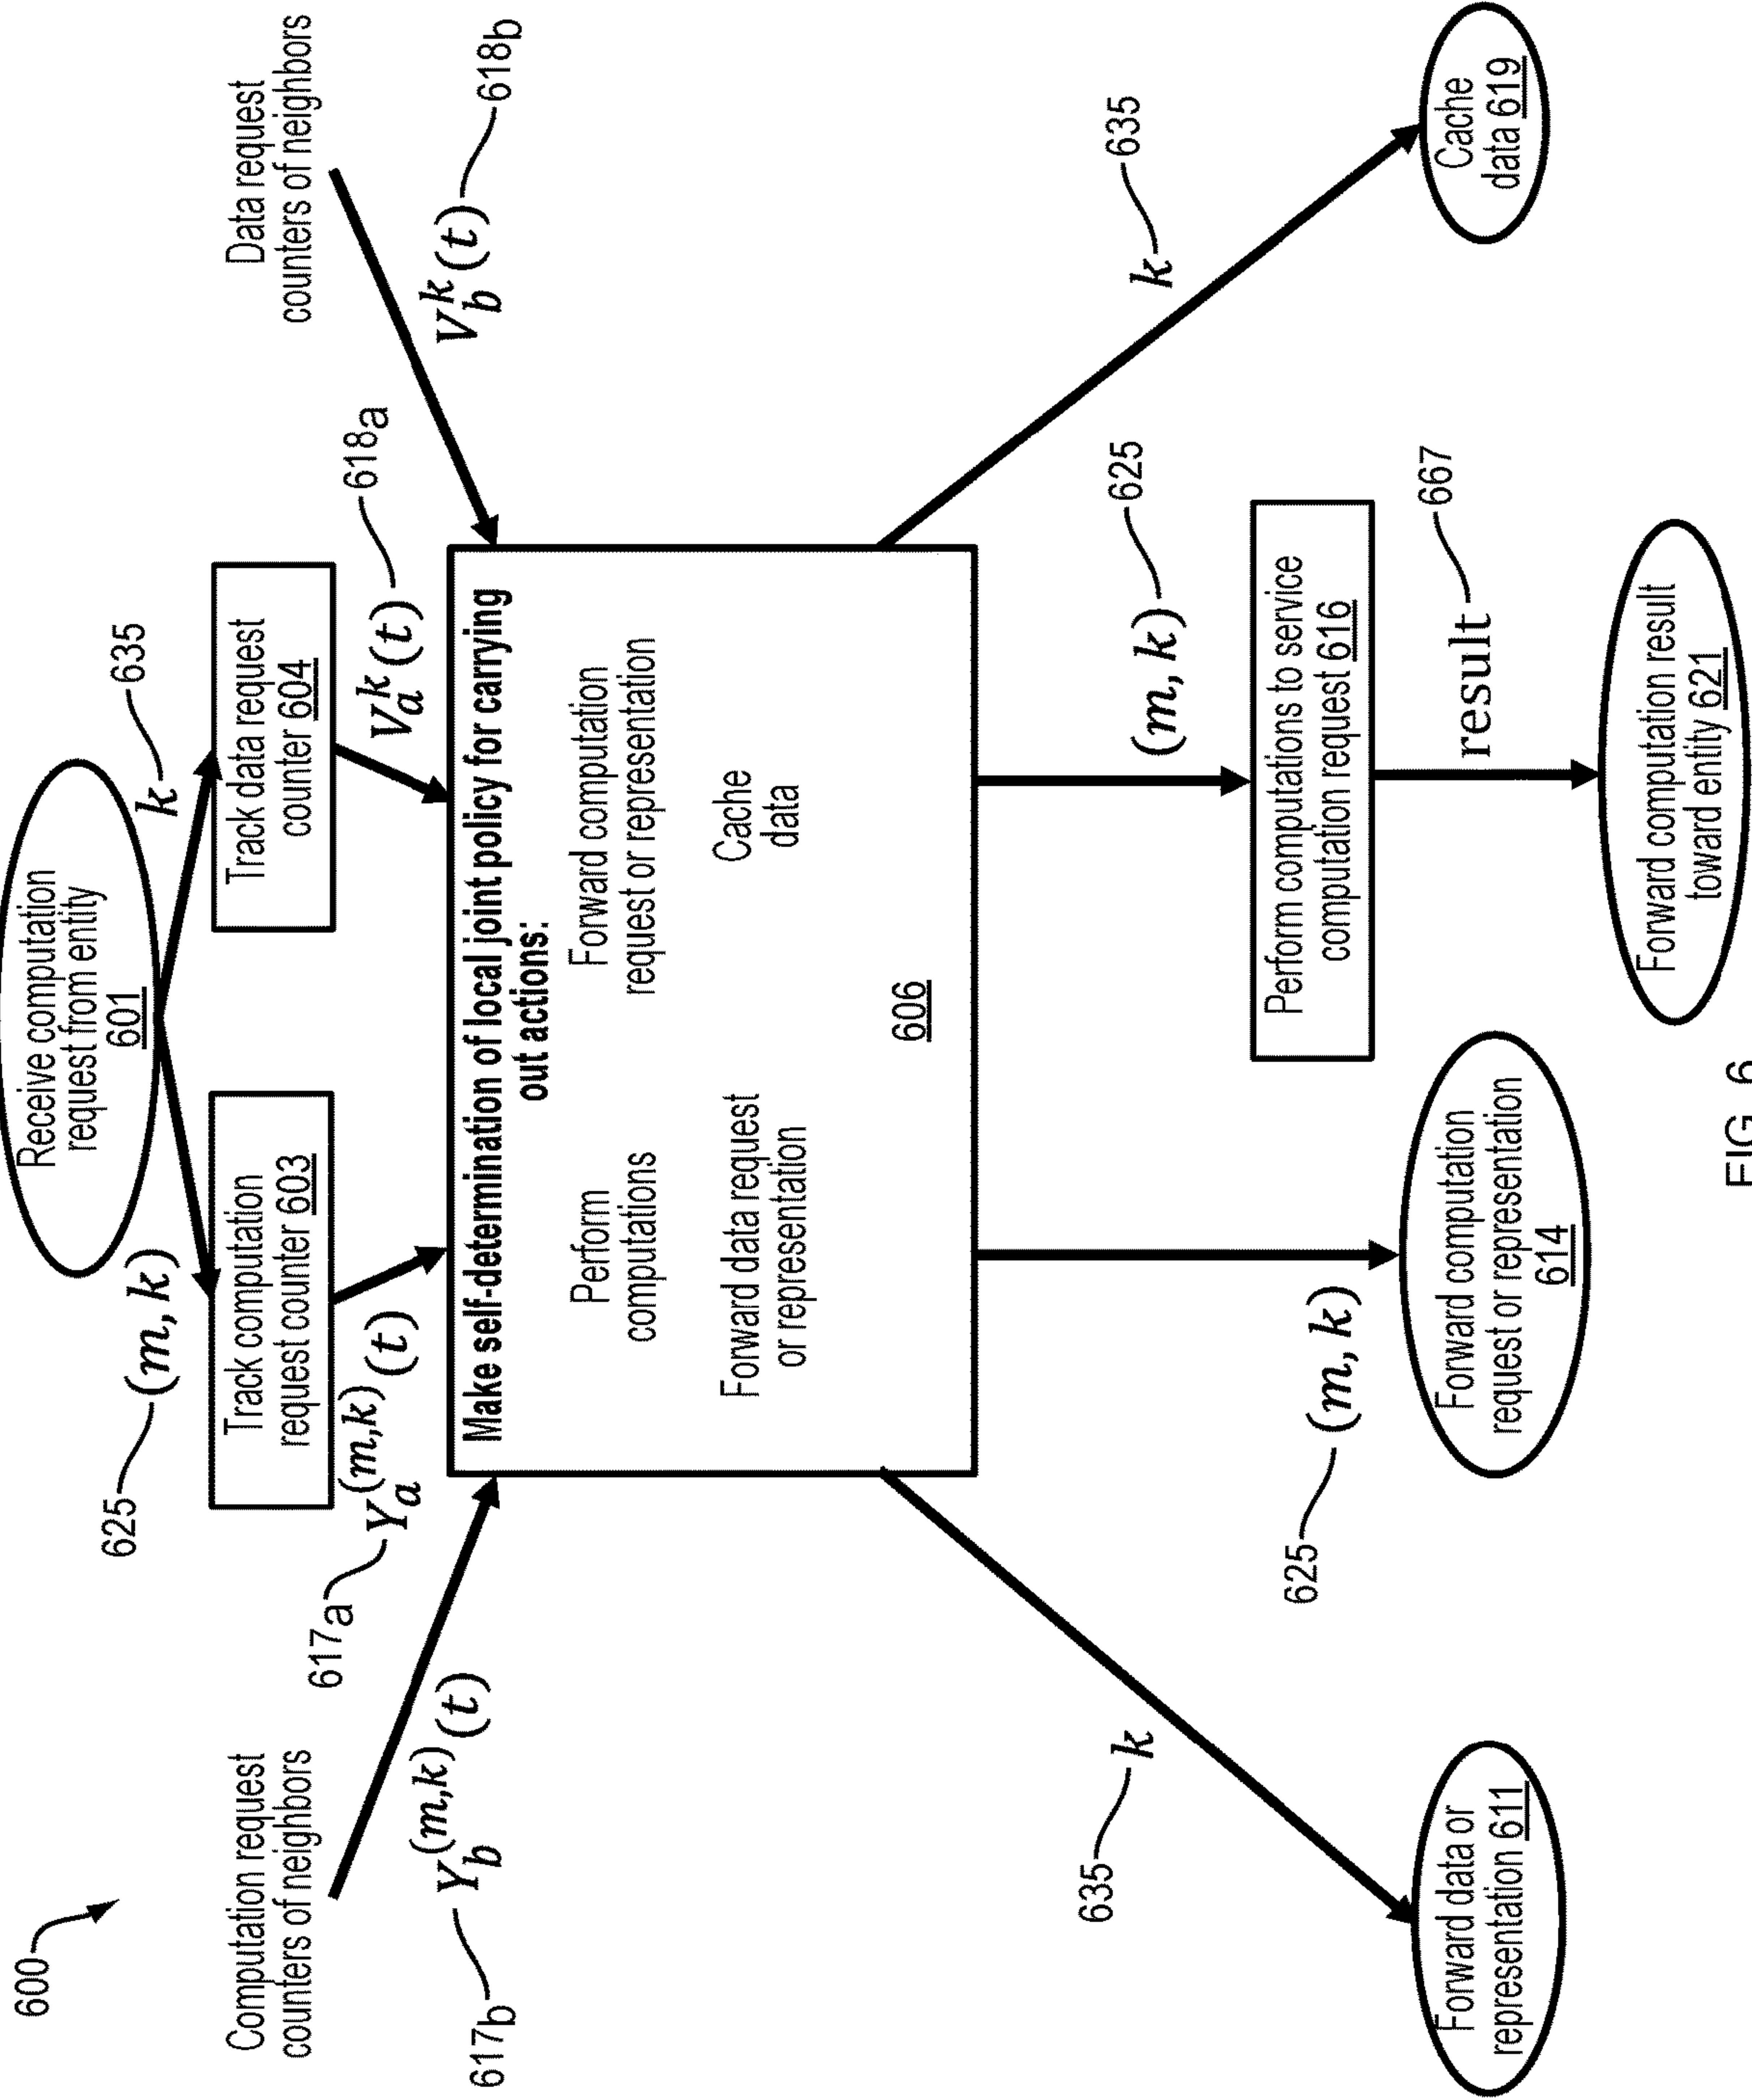 600
Receive computation
request from entity
601
625
(m, k)
k
635
Computation request
counters of neighbors
Track computation
request counter 603
Track data request
counter 604
Data request
counters of neighbors
617b
Y_b^(m,k)(t)
617a
Y_a^(m,k)(t)
V_a^k(t)
618a
V_b^k(t)
618b
Make self-determination of local joint policy for carrying
out actions:
Perform
computations
Forward computation
request or representation
Forward data request
or representation
Cache
data
606
635
k
625
(m, k)
(m, k)
625
k
635
Forward data or
representation 611
Forward computation
request or representation
614
Perform computations to service
computation request 616
result
667
Forward computation result
toward entity 621
Cache
data 619
FIG. 6